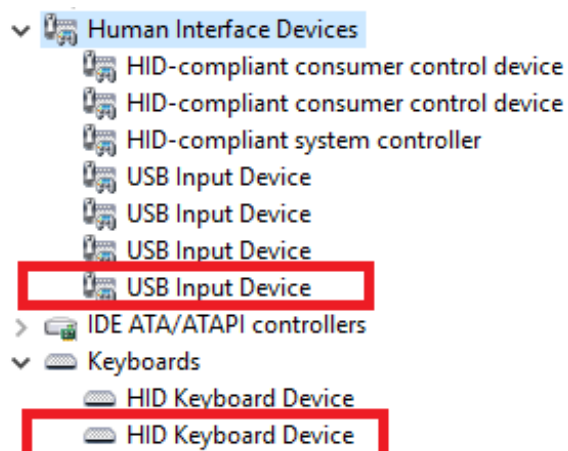 Human Interface Devices
HID-compliant consumer control device
HID-compliant consumer control device
HID-compliant system controller
USB Input Device
USB Input Device
USB Input Device
USB Input Device
IDE ATA/ATAPI controllers
Keyboards
HID Keyboard Device
HID Keyboard Device